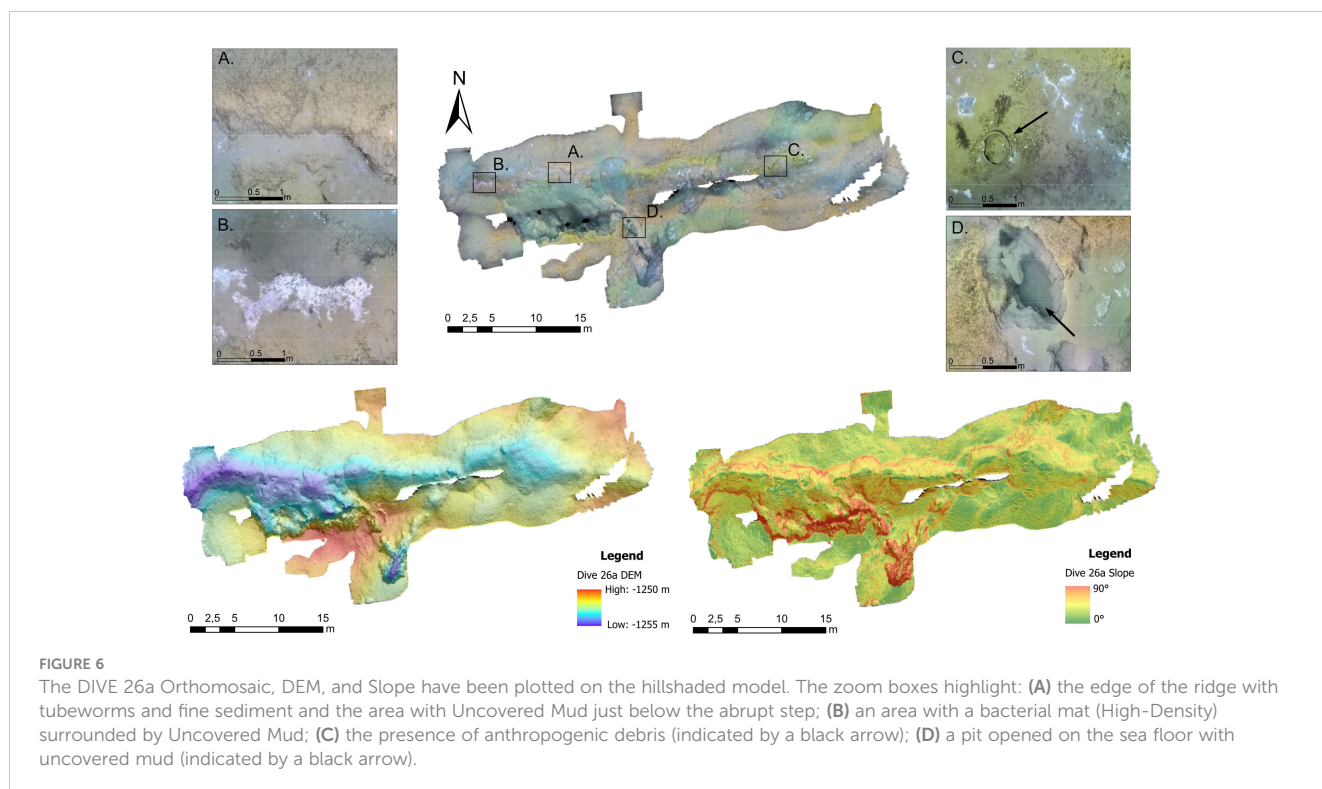 A.
0 0.5 1 m
B.
0 0.5 1 m
N
B.
A.
C.
D.
0 2,5 5 10 15
m
C.
0 0.5 1 m
D.
0 0.5 1 m
Legend
Dive 26a DEM
High: -1250 m
Low: -1255 m
0 2,5 5 10 15
m
Legend
Dive 26a Slope
90°
0°
0 2,5 5 10 15
m
FIGURE 6
The DIVE 26a Orthomosaic, DEM, and Slope have been plotted on the hillshaded model. The zoom boxes highlight: (A) the edge of the ridge with
tubeworms and fine sediment and the area with Uncovered Mud just below the abrupt step; (B) an area with a bacterial mat (High-Density)
surrounded by Uncovered Mud; (C) the presence of anthropogenic debris (indicated by a black arrow); (D) a pit opened on the sea floor with
uncovered mud (indicated by a black arrow).